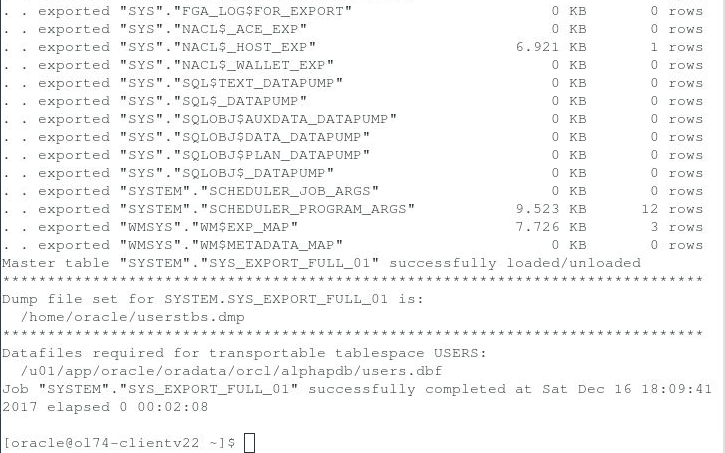 . . exported "SYS"."FGA_LOG$FOR_EXPORT" 0 KB 0 rows
. . exported "SYS"."NACL$_ACE_EXP" 0 KB 0 rows
. . exported "SYS"."NACL$_HOST_EXP" 6.921 KB 1 rows
. . exported "SYS"."NACL$_WALLET_EXP" 0 KB 0 rows
. . exported "SYS"."SQL$TEXT_DATAPUMP" 0 KB 0 rows
. . exported "SYS"."SQL$_DATAPUMP" 0 KB 0 rows
. . exported "SYS"."SQLOBJ$AUXDATA_DATAPUMP" 0 KB 0 rows
. . exported "SYS"."SQLOBJ$DATA_DATAPUMP" 0 KB 0 rows
. . exported "SYS"."SQLOBJ$PLAN_DATAPUMP" 0 KB 0 rows
. . exported "SYS"."SQLOBJ$_DATAPUMP" 0 KB 0 rows
. . exported "SYSTEM"."SCHEDULER_JOB_ARGS" 0 KB 0 rows
. . exported "SYSTEM"."SCHEDULER_PROGRAM_ARGS" 9.523 KB 12 rows
. . exported "WMSYS"."WM$EXP_MAP" 7.726 KB 3 rows
. . exported "WMSYS"."WM$METADATA_MAP" 0 KB 0 rows
Master table "SYSTEM"."SYS_EXPORT_FULL_01" successfully loaded/unloaded
******************************************************************************
Dump file set for SYSTEM.SYS_EXPORT_FULL_01 is:
/home/oracle/userstbs.dmp
******************************************************************************
Datafiles required for transportable tablespace USERS:
/u01/app/oracle/oradata/orcl/alphapdb/users.dbf
Job "SYSTEM"."SYS_EXPORT_FULL_01" successfully completed at Sat Dec 16 18:09:41
2017 elapsed 0 00:02:08
[oracle@ol74-clientv22 ~]$